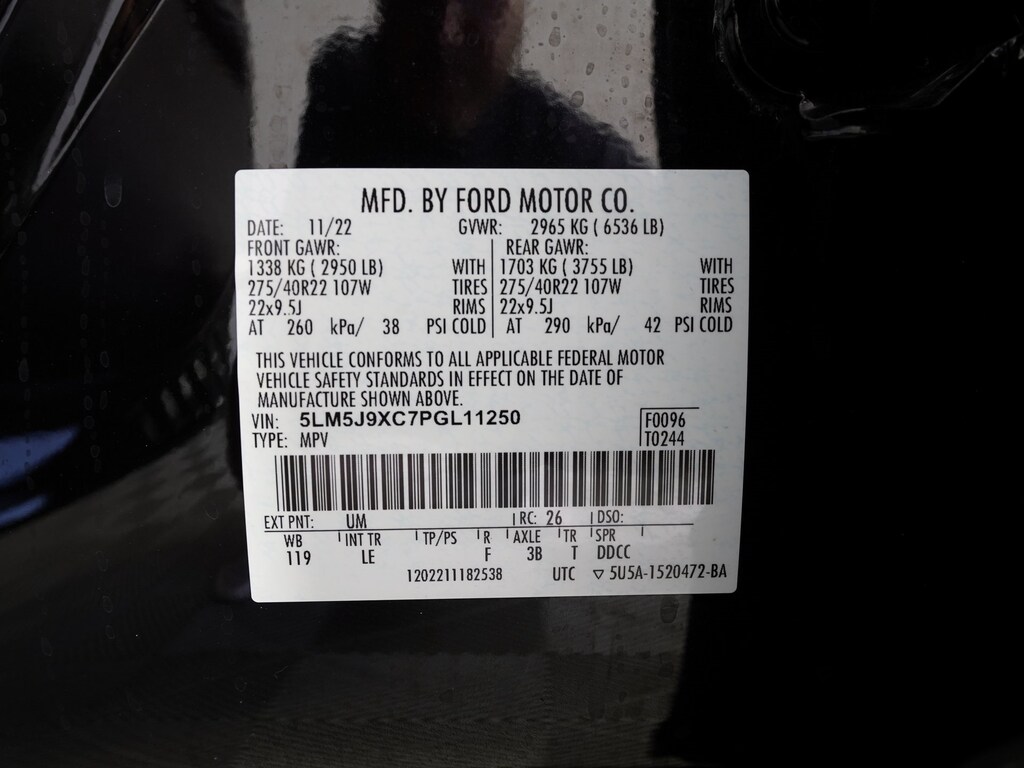 MFD. BY FORD MOTOR CO.
DATE: 11/22 GVWR: 2965 KG ( 6536 LB)
FRONT GAWR: REAR GAWR:
1338 KG ( 2950 LB) WITH 1703 KG ( 3755 LB) WITH
275/40R22 107W TIRES 275/40R22 107W TIRES
22x9.5J RIMS 22x9.5J RIMS
AT 260 kPa/ 38 PSI COLD AT 290 kPa/ 42 PSI COLD
THIS VEHICLE CONFORMS TO ALL APPLICABLE FEDERAL MOTOR
VEHICLE SAFETY STANDARDS IN EFFECT ON THE DATE OF
MANUFACTURE SHOWN ABOVE.
VIN: 5LM5J9XC7PGL11250 F0096
TYPE: MPV T0244
EXT PNT: UM RC: 26 DSO:
WB INT TR TP/PS R AXLE TR SPR
119 LE F 3B T DDCC
1202211182538 UTC ▽ 5U5A-1520472-BA